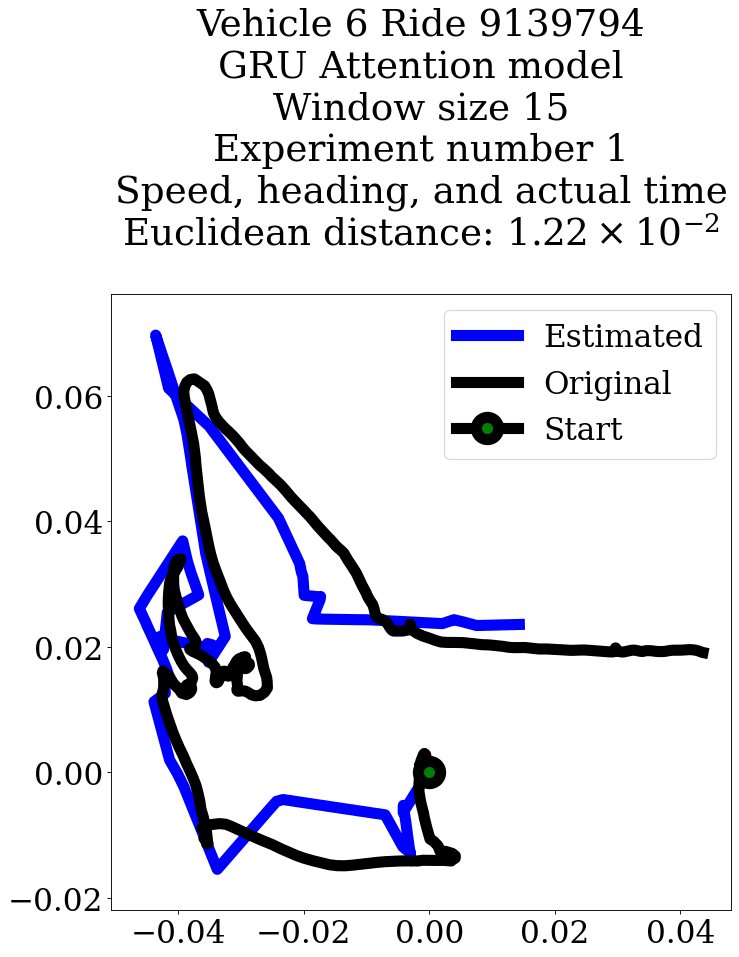 Vehicle 6 Ride 9139794
GRU Attention model
Window size 15
Experiment number 1
Speed, heading, and actual time
Euclidean distance: 1.22 × 10⁻²
Estimated
Original
Start
0.06
0.04
0.02
0.00
−0.02
−0.04 −0.02 0.00 0.02 0.04